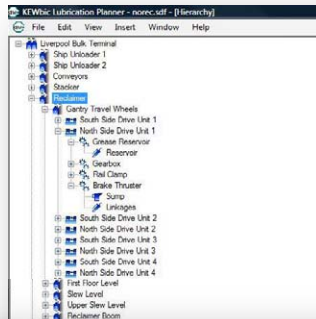 KEWbic Lubrication Planner - norec.sdf - [Hierarchy]
File Edit View Insert Window Help
Liverpool Bulk Terminal
Ship Unloader 1
Ship Unloader 2
Conveyors
Stacker
Reclaimer
Gantry Travel Wheels
South Side Drive Unit 1
North Side Drive Unit 1
Grease Reservoir
Reservoir
Gearbox
Rail Clamp
Brake Thruster
Sump
Linkages
South Side Drive Unit 2
North Side Drive Unit 2
South Side Drive Unit 3
North Side Drive Unit 3
South Side Drive Unit 4
North Side Drive Unit 4
First Floor Level
Slew Level
Upper Slew Level
Reclaimer Boom